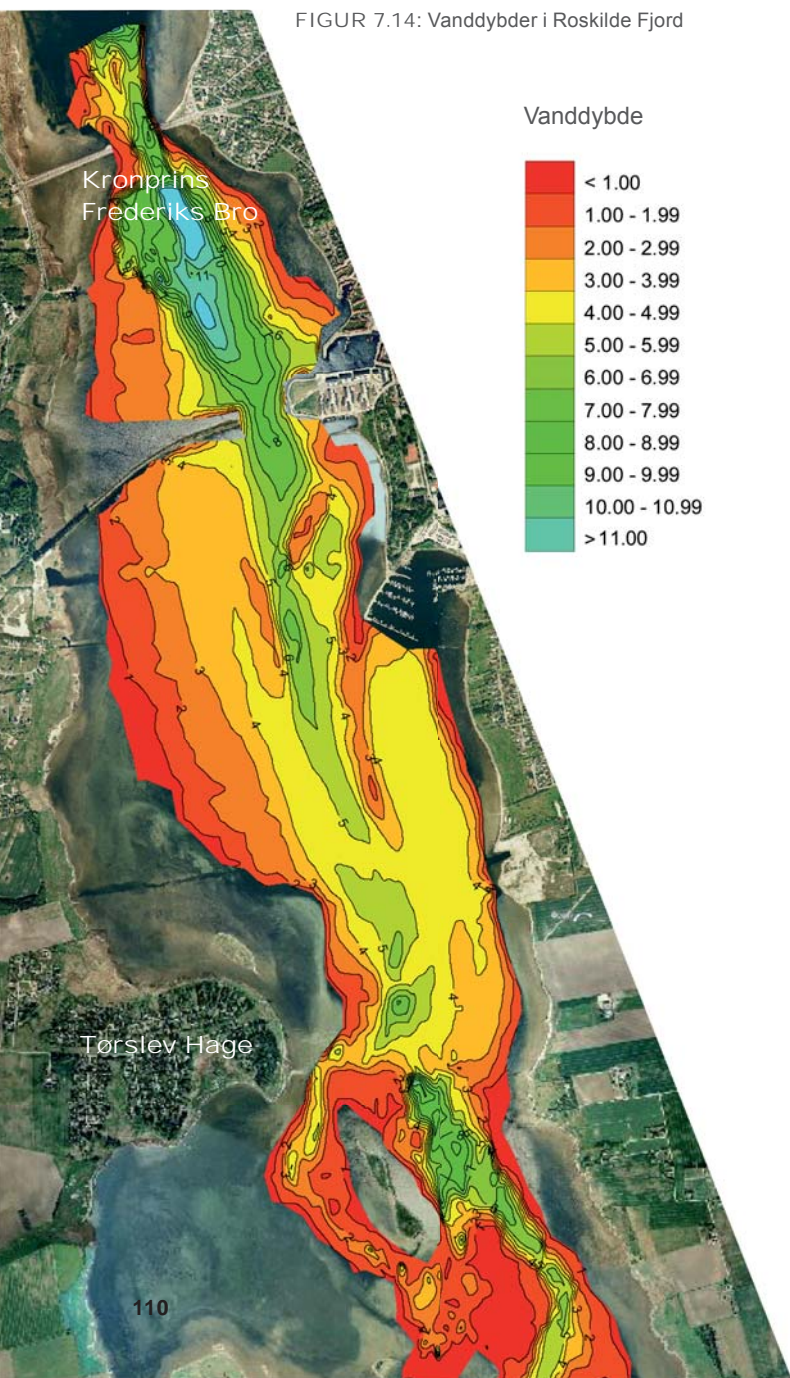 FIGUR 7.14: Vanddybder i Roskilde Fjord
Vanddybde
< 1.00
1.00 - 1.99
2.00 - 2.99
3.00 - 3.99
4.00 - 4.99
5.00 - 5.99
6.00 - 6.99
7.00 - 7.99
8.00 - 8.99
9.00 - 9.99
10.00 - 10.99
>11.00
Kronprins
Frederiks Bro
Tørslev Hage
110